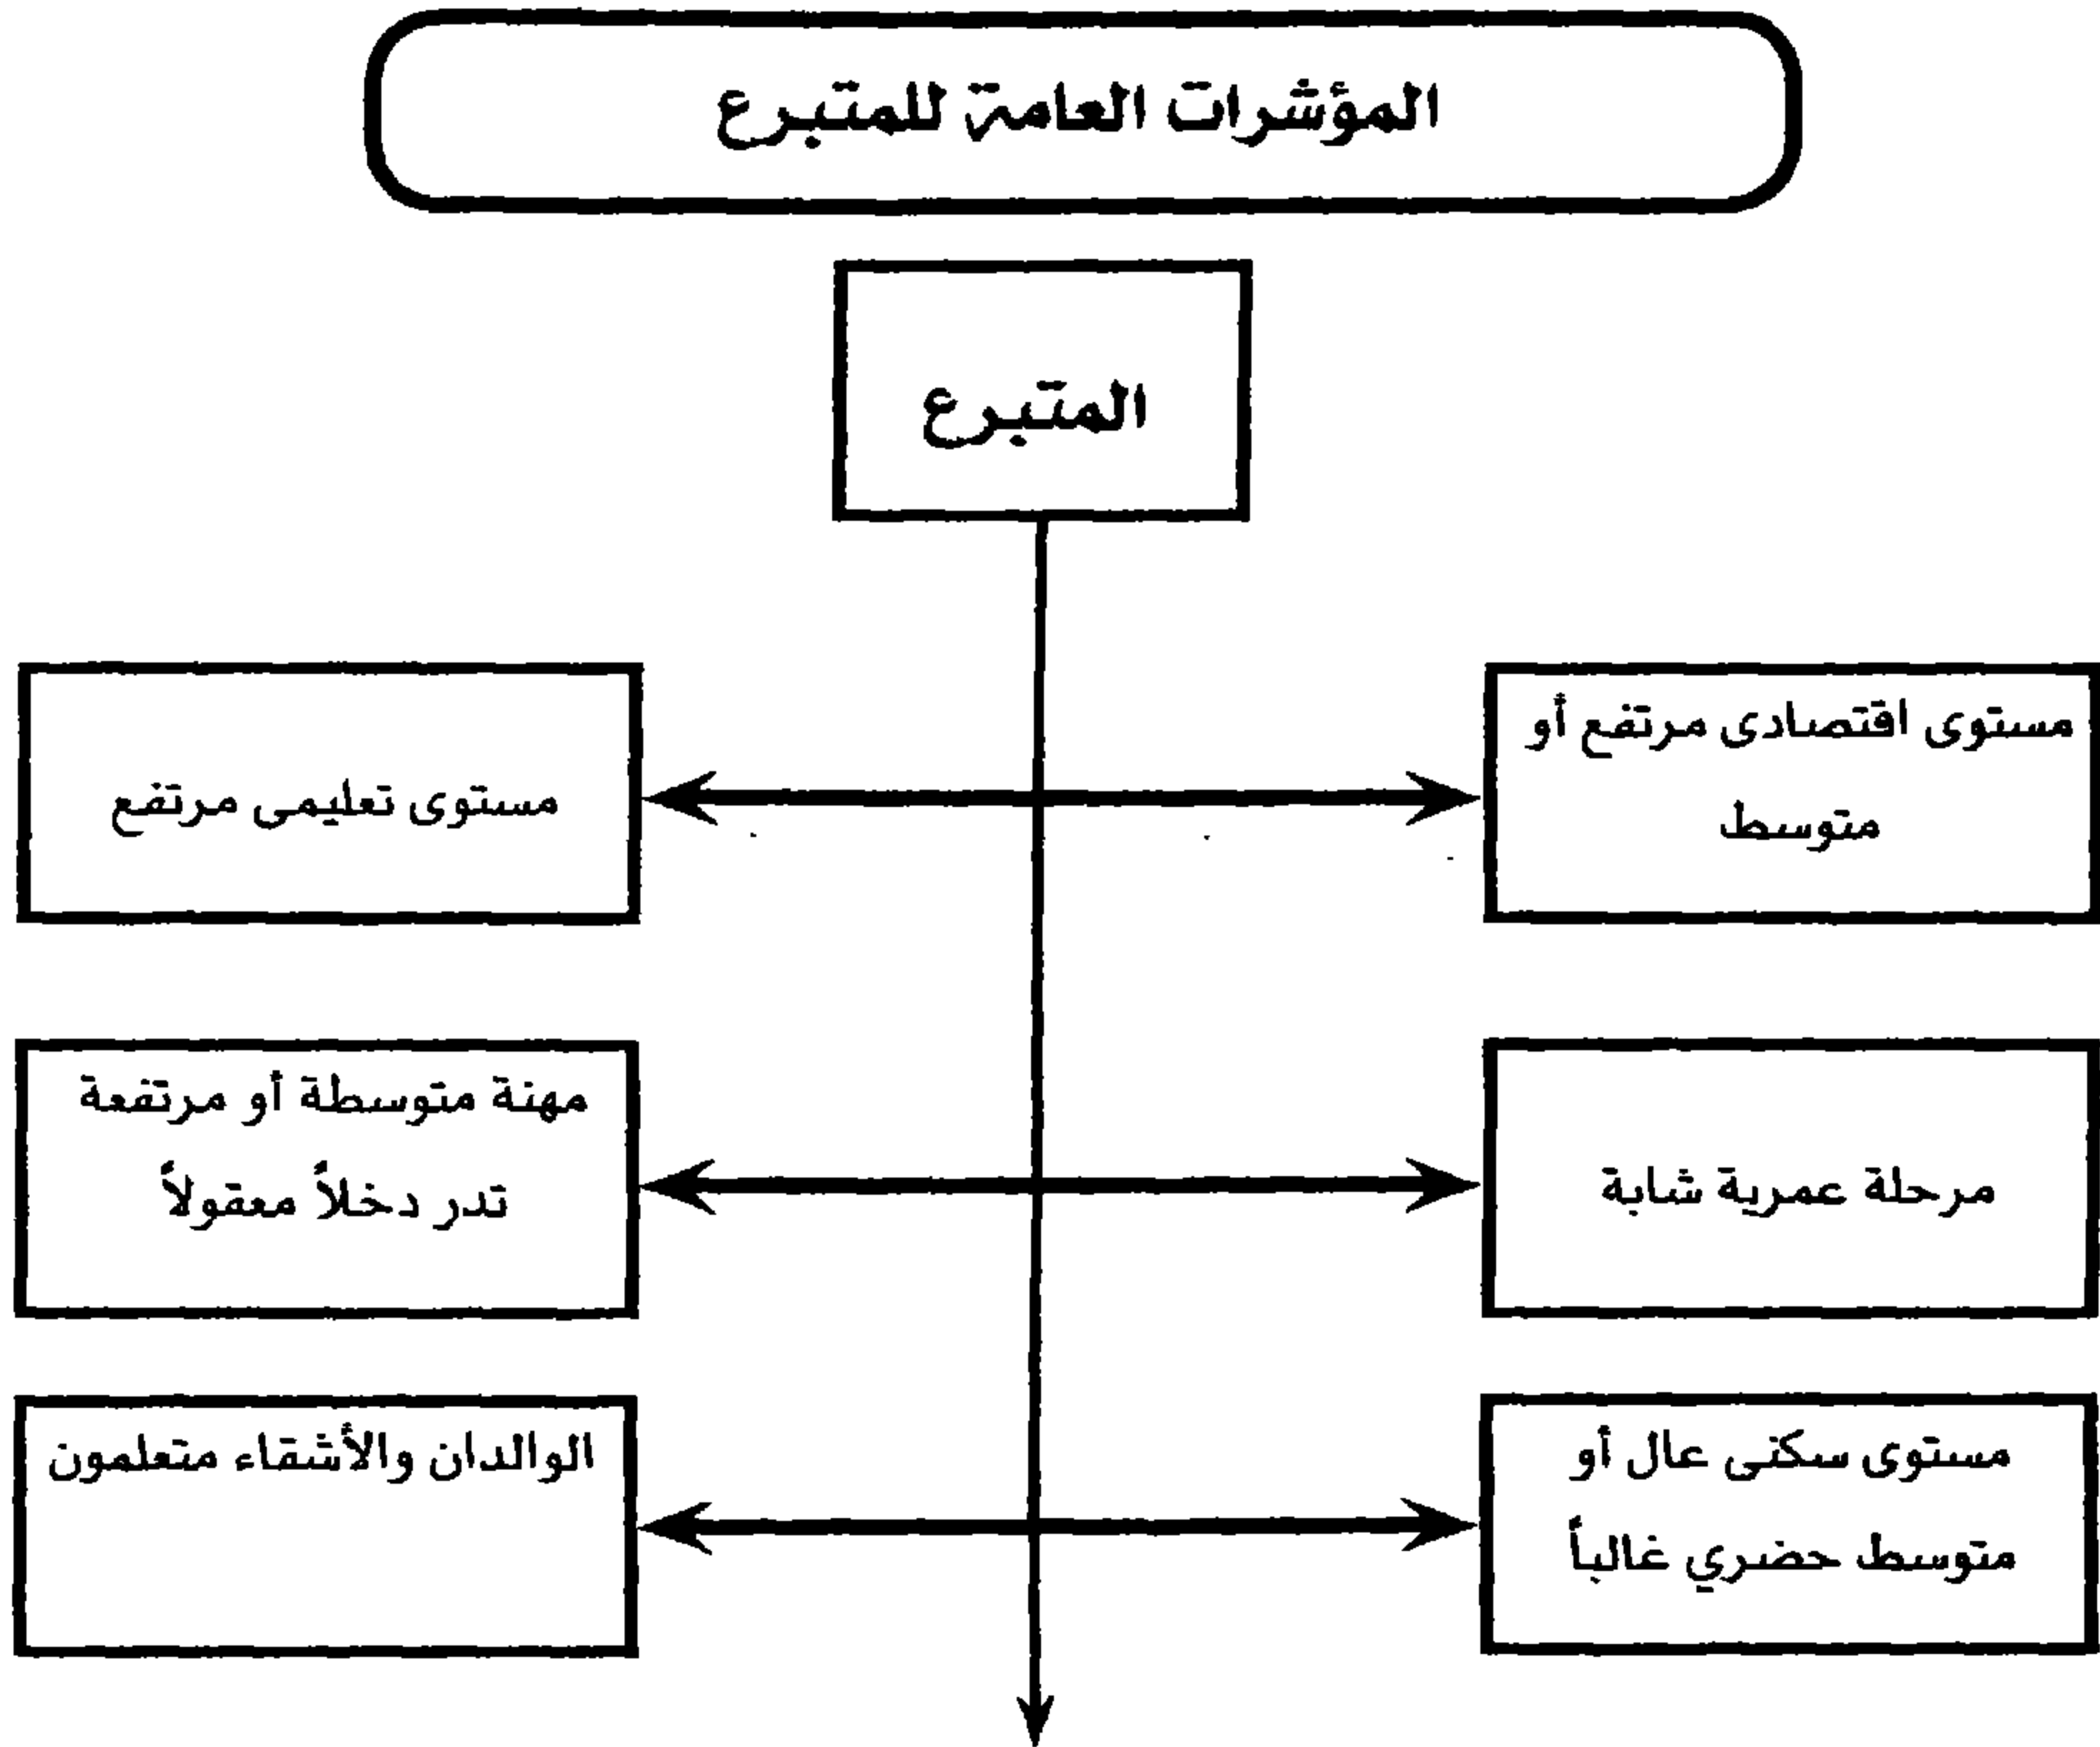 المؤشرات العامة للمتبرع
المتبرع
مستوى اقتصادى مرتفع أو
متوسط
مستوى تعليمى مرتفع
مرحلة عمرية شابة
مهنة متوسطة أو مرتفعة
تدر دخلاً معقولاً
مستوى سكنى عال أو
متوسط حضري غالباً
الوالدان والأشقاء متعلمون